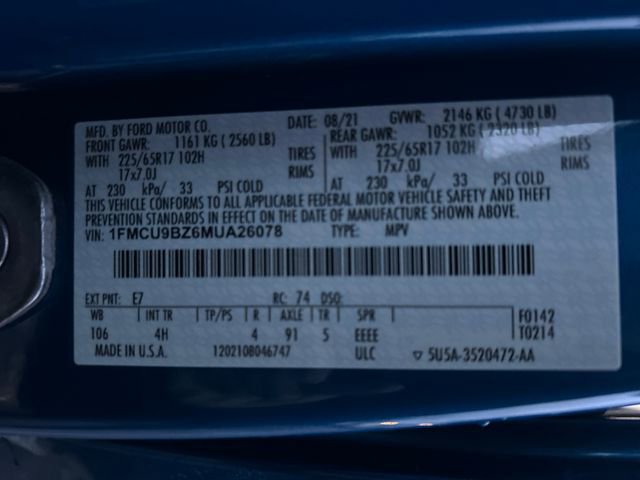 MFD. BY FORD MOTOR CO. DATE: 08/21 GVWR: 2146 KG ( 4730 LB)
FRONT GAWR: 1161 KG ( 2560 LB) REAR GAWR: 1052 KG ( 2320 LB)
WITH 225/65R17 102H TIRES WITH 225/65R17 102H TIRES
17x7.0J RIMS 17x7.0J RIMS
AT 230 kPa/ 33 PSI COLD AT 230 kPa/ 33 PSI COLD
THIS VEHICLE CONFORMS TO ALL APPLICABLE FEDERAL MOTOR VEHICLE SAFETY AND THEFT
PREVENTION STANDARDS IN EFFECT ON THE DATE OF MANUFACTURE SHOWN ABOVE.
VIN: 1FMCU9BZ6MUA26078 TYPE: MPV
EXT PNT: E7 RC: 74 DSO:
WB INT TR TP/PS R AXLE TR SPR F0142
106 4H 4 91 5 EEEE T0214
MADE IN U.S.A. 1202108046747 ULC ▽ 5U5A-3520472-AA